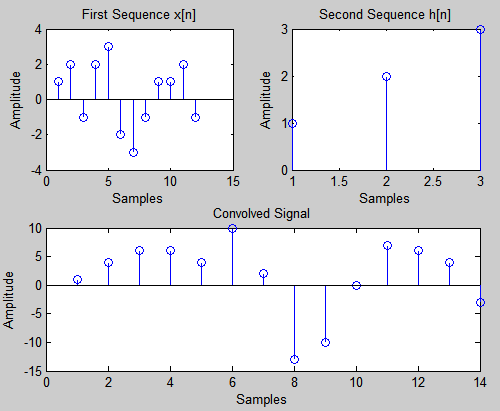 First Sequence x[n]
Second Sequence h[n]
4
2
0
-2
-4
Amplitude
0 5 10 15
Samples
3
2
1
Amplitude
1 1.5 2 2.5 3
Samples
Convolved Signal
10
5
0
-5
-10
-15
Amplitude
0 2 4 6 8 10 12 14
Samples